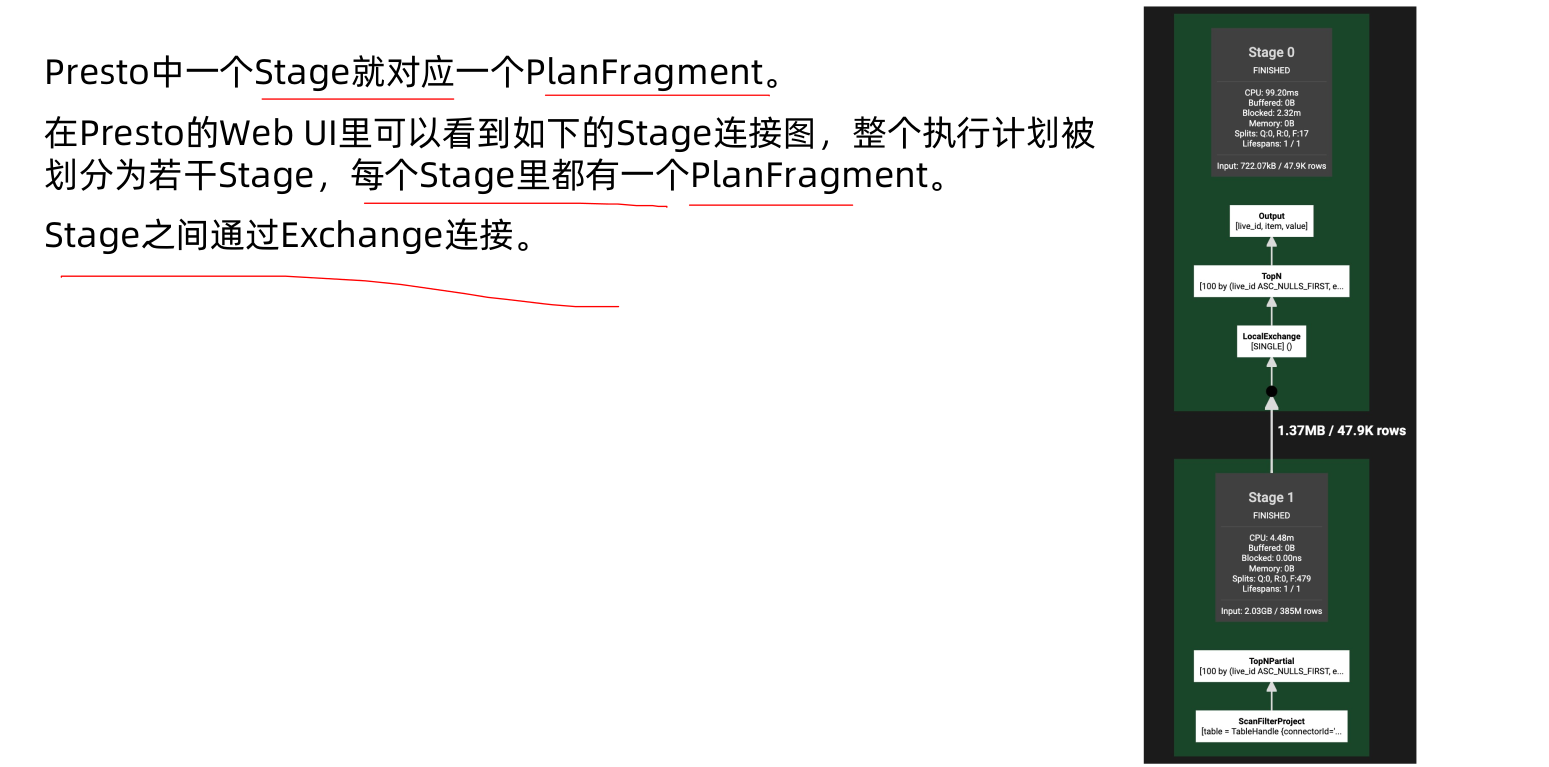 Presto中一个Stage就对应一个PlanFragment。
在Presto的Web UI里可以看到如下的Stage连接图，整个执行计划被
划分为若干Stage，每个Stage里都有一个PlanFragment。
Stage之间通过Exchange连接。
Stage 0
FINISHED
CPU: 99.20ms
Buffered: 0B
Blocked: 2.32m
Memory: 0B
Splits: Q:0, R:0, F:17
Lifespans: 1 / 1
Input: 722.07kB / 47.9K rows
Output
[live_id, item, value]
TopN
[100 by (live_id ASC_NULLS_FIRST, e...
LocalExchange
[SINGLE] ()
1.37MB / 47.9K rows
Stage 1
FINISHED
CPU: 4.48m
Buffered: 0B
Blocked: 0.00ns
Memory: 0B
Splits: Q:0, R:0, F:479
Lifespans: 1 / 1
Input: 2.03GB / 385M rows
TopNPartial
[100 by (live_id ASC_NULLS_FIRST, e...
ScanFilterProject
[table = TableHandle {connectorId='...